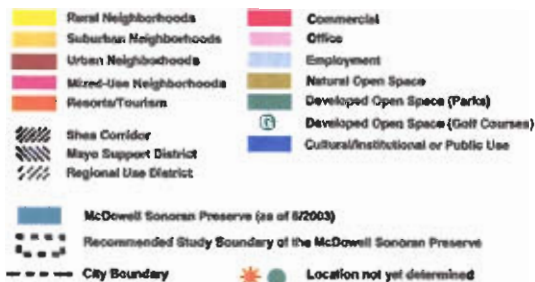 Rural Neighborhoods
Suburban Neighborhoods
Urban Neighborhoods
Mixed-Use Neighborhoods
Resorts/Tourism
Shea Corridor
Mayo Support District
Regional Use District
Commercial
Office
Employment
Natural Open Space
Developed Open Space (Parks)
Developed Open Space (Golf Courses)
Cultural/Institutional or Public Use
McDowell Sonoran Preserve (as of 8/2003)
Recommended Study Boundary of the McDowell Sonoran Preserve
City Boundary
Location not yet determined